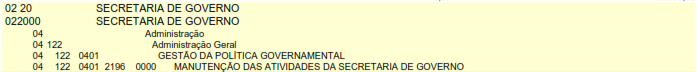 02 20 SECRETARIA DE GOVERNO
022000 SECRETARIA DE GOVERNO
04 Administração
04 122 Administração Geral
04 122 0401 GESTÃO DA POLÍTICA GOVERNAMENTAL
04 122 0401 2196 0000 MANUTENÇÃO DAS ATIVIDADES DA SECRETARIA DE GOVERNO